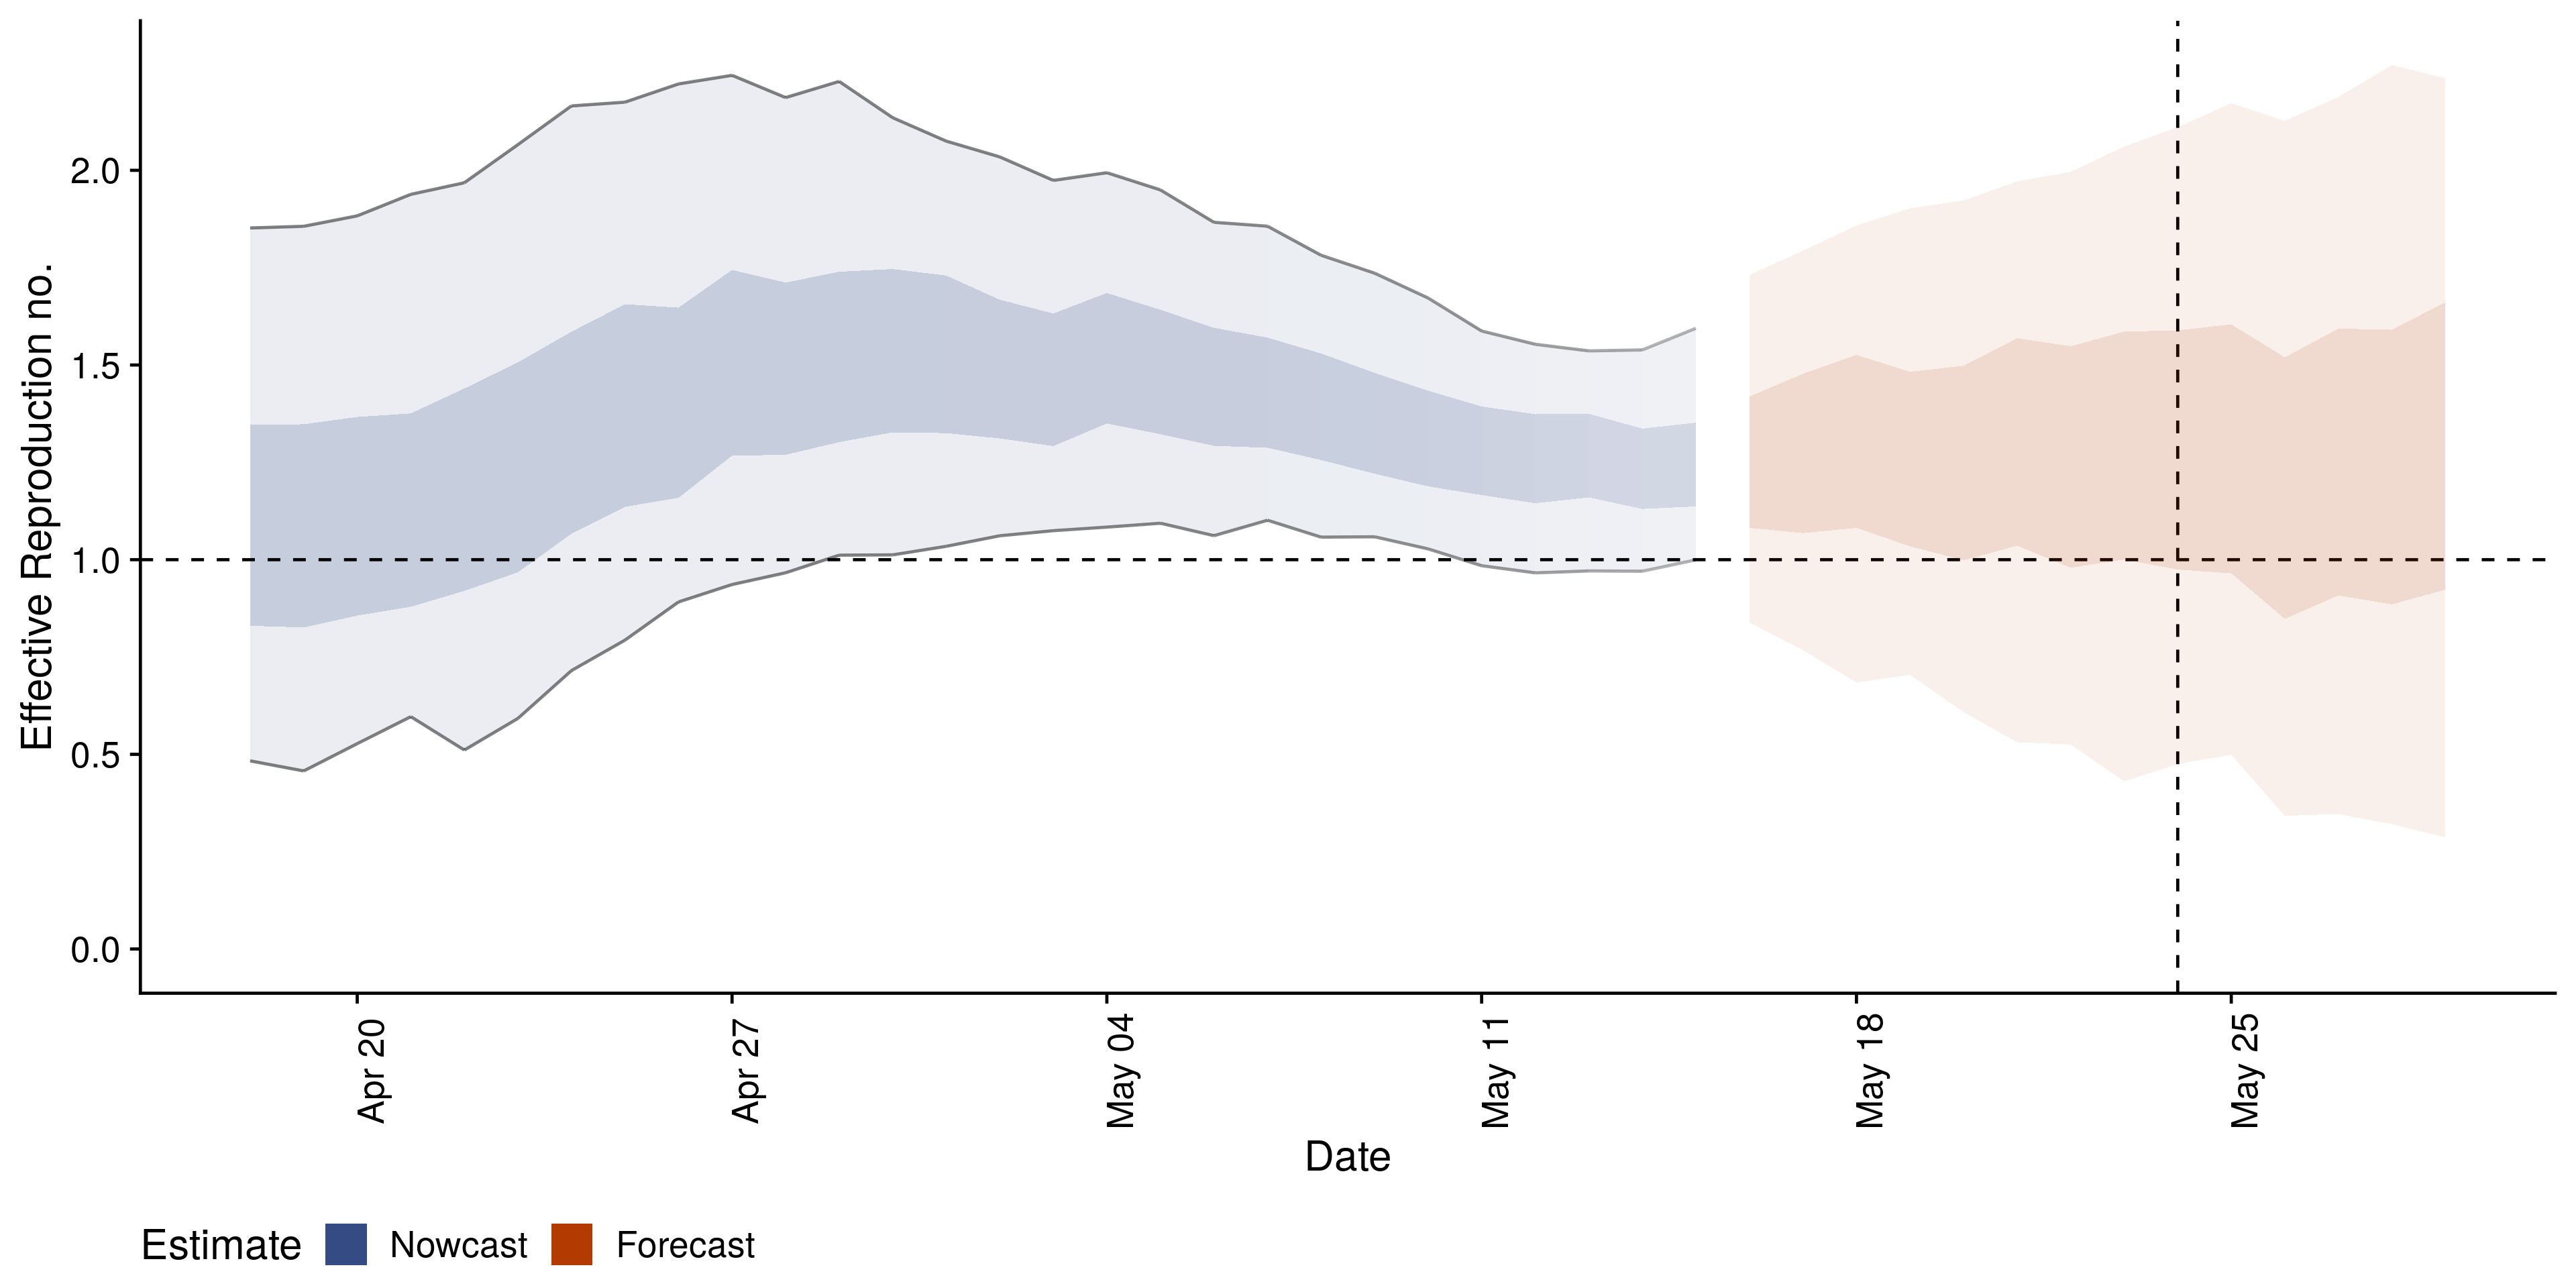 Effective Reproduction no.
2.0
1.5
1.0
0.5
0.0
Apr 20
Apr 27
May 04
May 11
May 18
May 25
Date
Estimate Nowcast Forecast